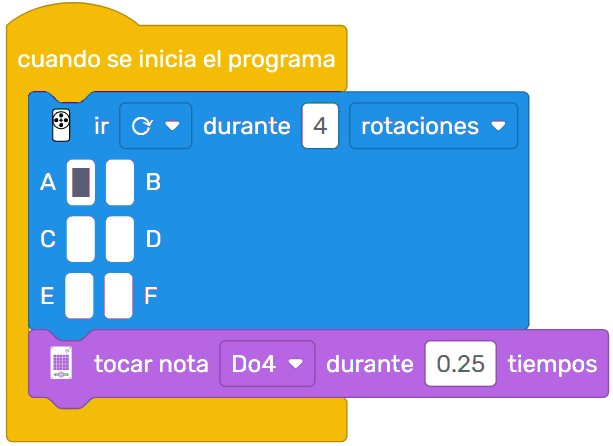 cuando se inicia el programa
ir durante 4 rotaciones
A B
C D
E F
tocar nota Do4 durante 0.25 tiempos